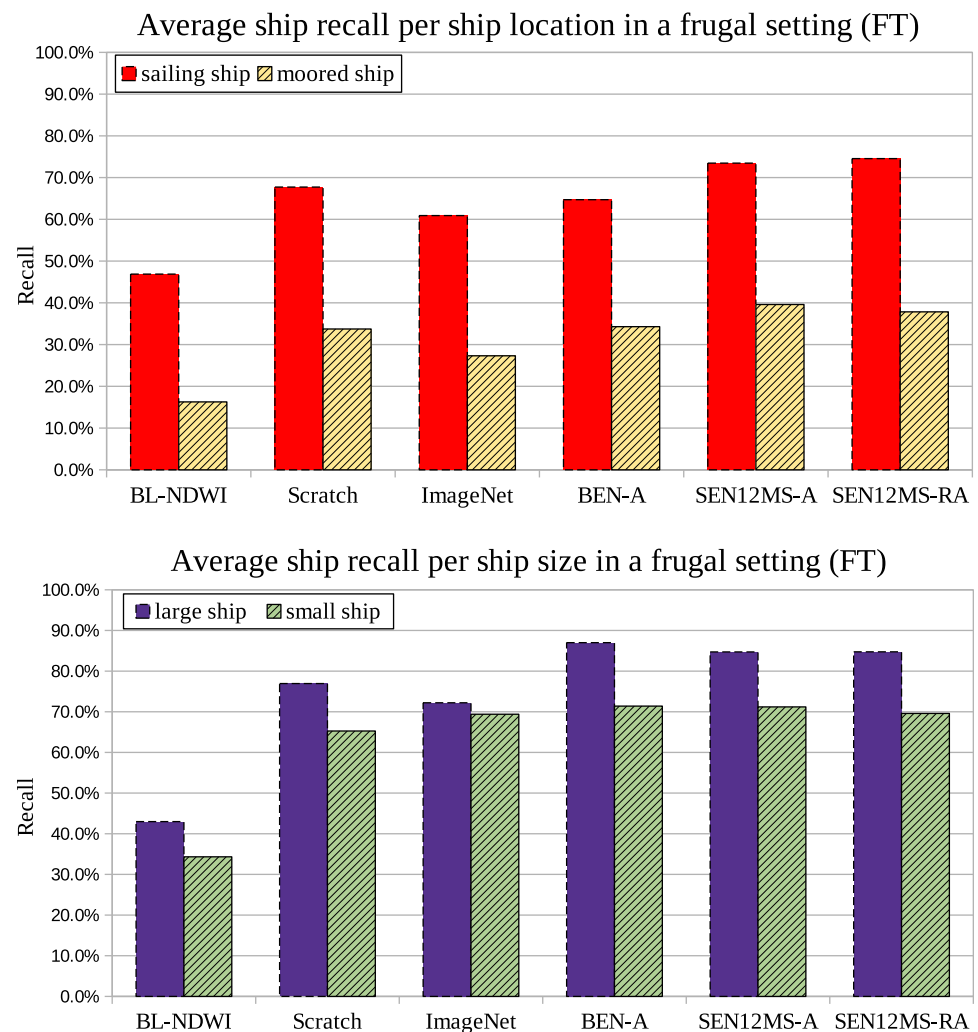 Average ship recall per ship location in a frugal setting (FT)
100.0%
sailing ship moored ship
90.0%
80.0%
70.0%
60.0%
50.0%
40.0%
30.0%
20.0%
10.0%
0.0%
Recall
BL-NDWI Scratch ImageNet BEN-A SEN12MS-A SEN12MS-RA
Average ship recall per ship size in a frugal setting (FT)
100.0%
large ship small ship
90.0%
80.0%
70.0%
60.0%
50.0%
40.0%
30.0%
20.0%
10.0%
0.0%
Recall
BL-NDWI Scratch ImageNet BEN-A SEN12MS-A SEN12MS-RA